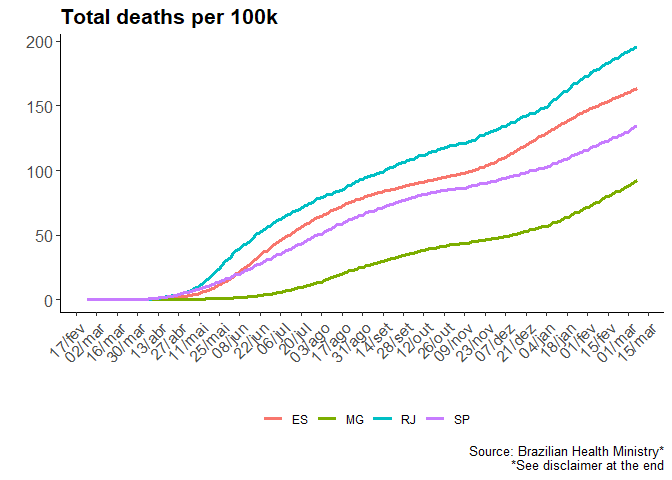 Total deaths per 100k
200
150
100
50
0
17/fev
02/mar
16/mar
30/mar
13/abr
27/abr
11/mai
25/mai
08/jun
22/jun
06/jul
20/jul
03/ago
17/ago
31/ago
14/set
28/set
12/out
26/out
09/nov
23/nov
07/dez
21/dez
04/jan
18/jan
01/fev
15/fev
01/mar
15/mar
ES MG RJ SP
Source: Brazilian Health Ministry*
*See disclaimer at the end